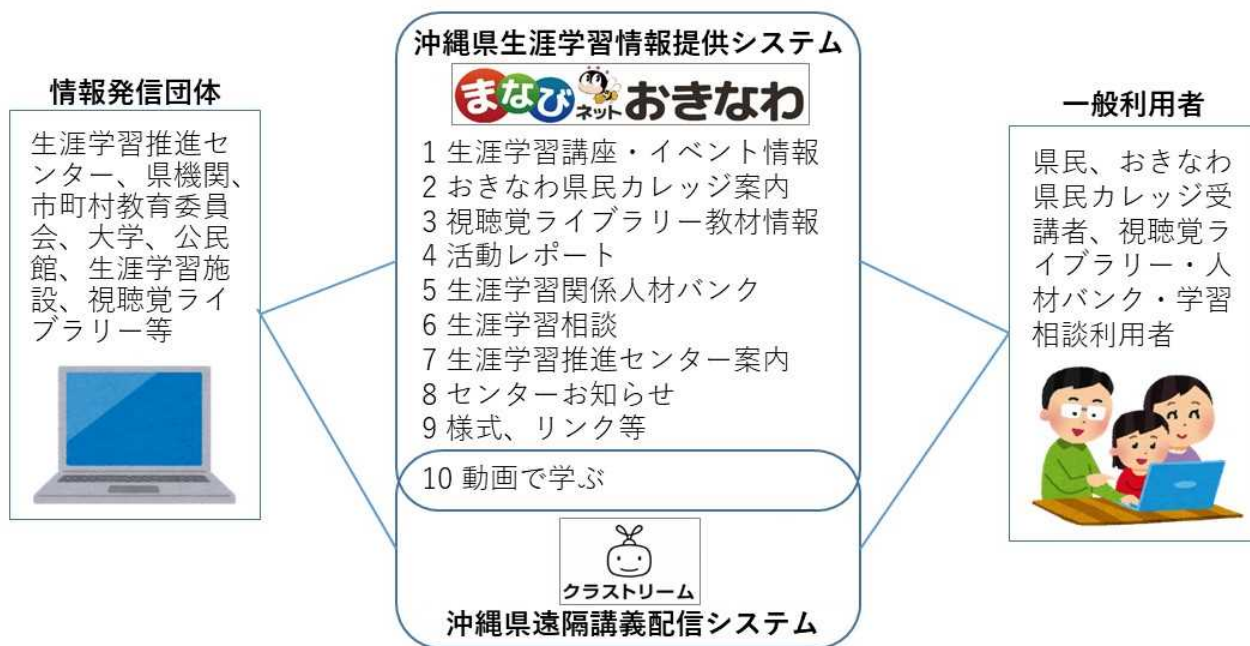 情報発信団体
生涯学習推進セ
ンター、県機関、
市町村教育委員
会、大学、公民
館、生涯学習施
設、視聴覚ライ
ブラリー等
沖縄県生涯学習情報提供システム
まなびネットおきなわ
1 生涯学習講座・イベント情報
2 おきなわ県民カレッジ案内
3 視聴覚ライブラリー教材情報
4 活動レポート
5 生涯学習関係人材バンク
6 生涯学習相談
7 生涯学習推進センター案内
8 センターお知らせ
9 様式、リンク等
10 動画で学ぶ
クラストリーム
沖縄県遠隔講義配信システム
一般利用者
県民、おきなわ
県民カレッジ受
講者、視聴覚ラ
イブラリー・人
材バンク・学習
相談利用者